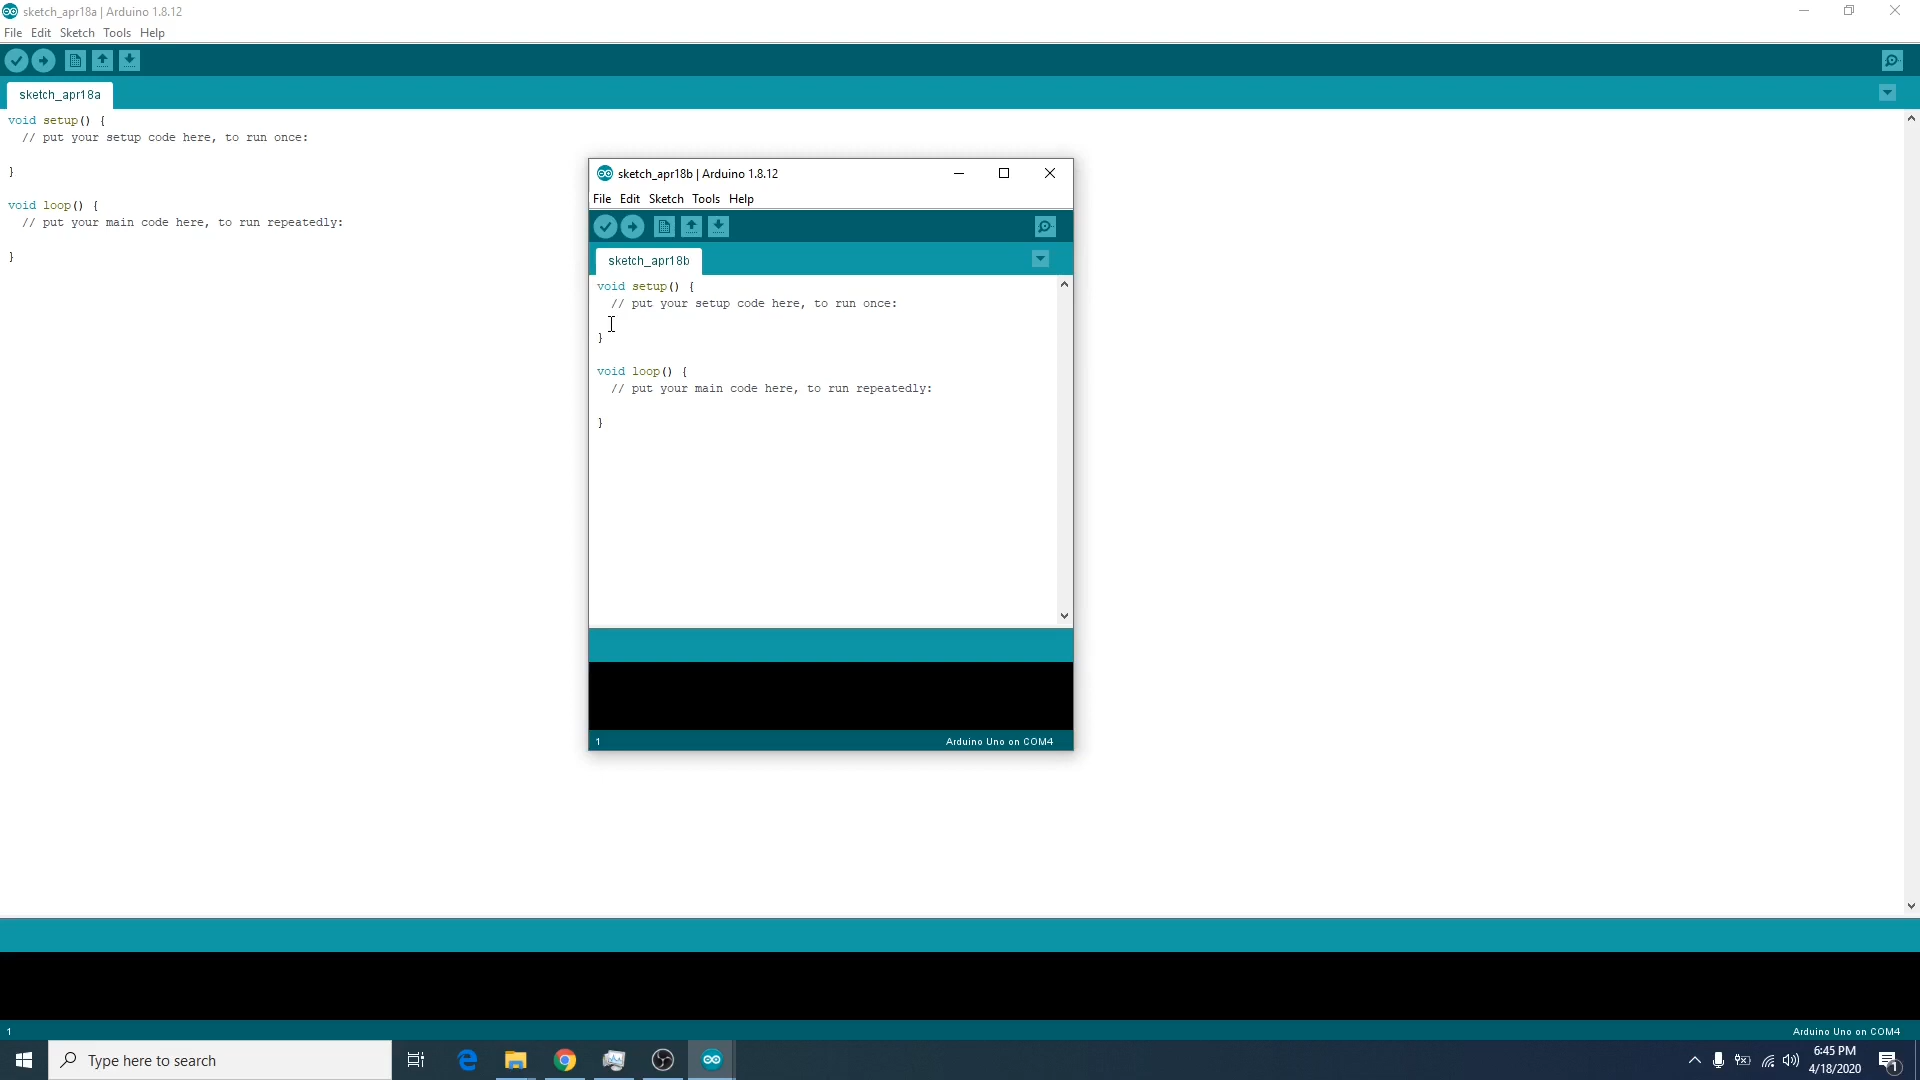 sketch_apr18a | Arduino 1.8.12
File Edit Sketch Tools Help
sketch_apr18a
void setup() {
  // put your setup code here, to run once:
}
void loop() {
  // put your main code here, to run repeatedly:
}
sketch_apr18b | Arduino 1.8.12
File Edit Sketch Tools Help
sketch_apr18b
void setup() {
  // put your setup code here, to run once:
}
void loop() {
  // put your main code here, to run repeatedly:
}
1 Arduino Uno on COM4
1 Arduino Uno on COM4
Type here to search
6:45 PM
4/18/2020
1